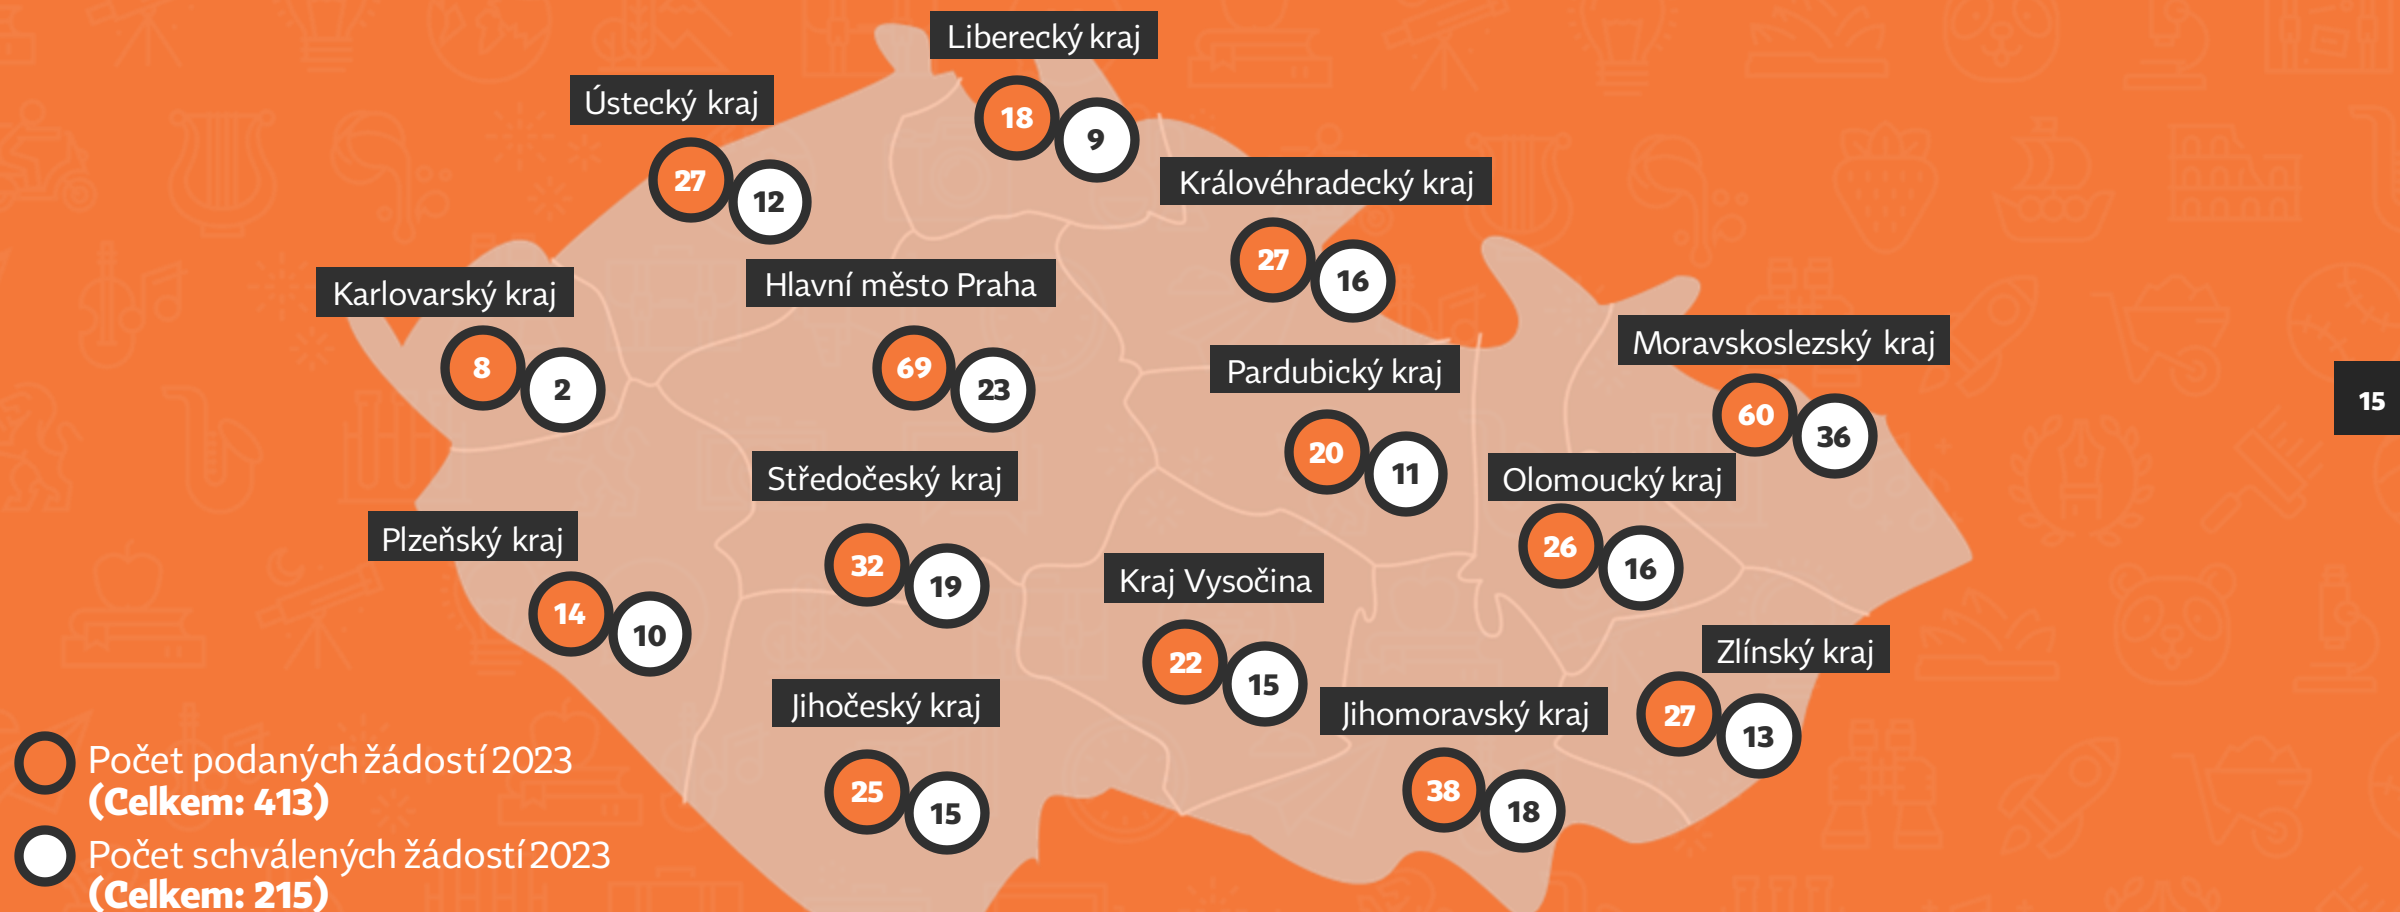 Liberecký kraj
18
9
Ústecký kraj
27
12
Královéhradecký kraj
27
16
Karlovarský kraj
8
2
Hlavní město Praha
69
23
Moravskoslezský kraj
60
36
Pardubický kraj
20
11
15
Středočeský kraj
32
19
Olomoucký kraj
26
16
Plzeňský kraj
14
10
Kraj Vysočina
22
15
Zlínský kraj
27
13
Jihočeský kraj
25
15
Jihomoravský kraj
38
18
Počet podaných žádostí 2023
(Celkem: 413)
Počet schválených žádostí 2023
(Celkem: 215)